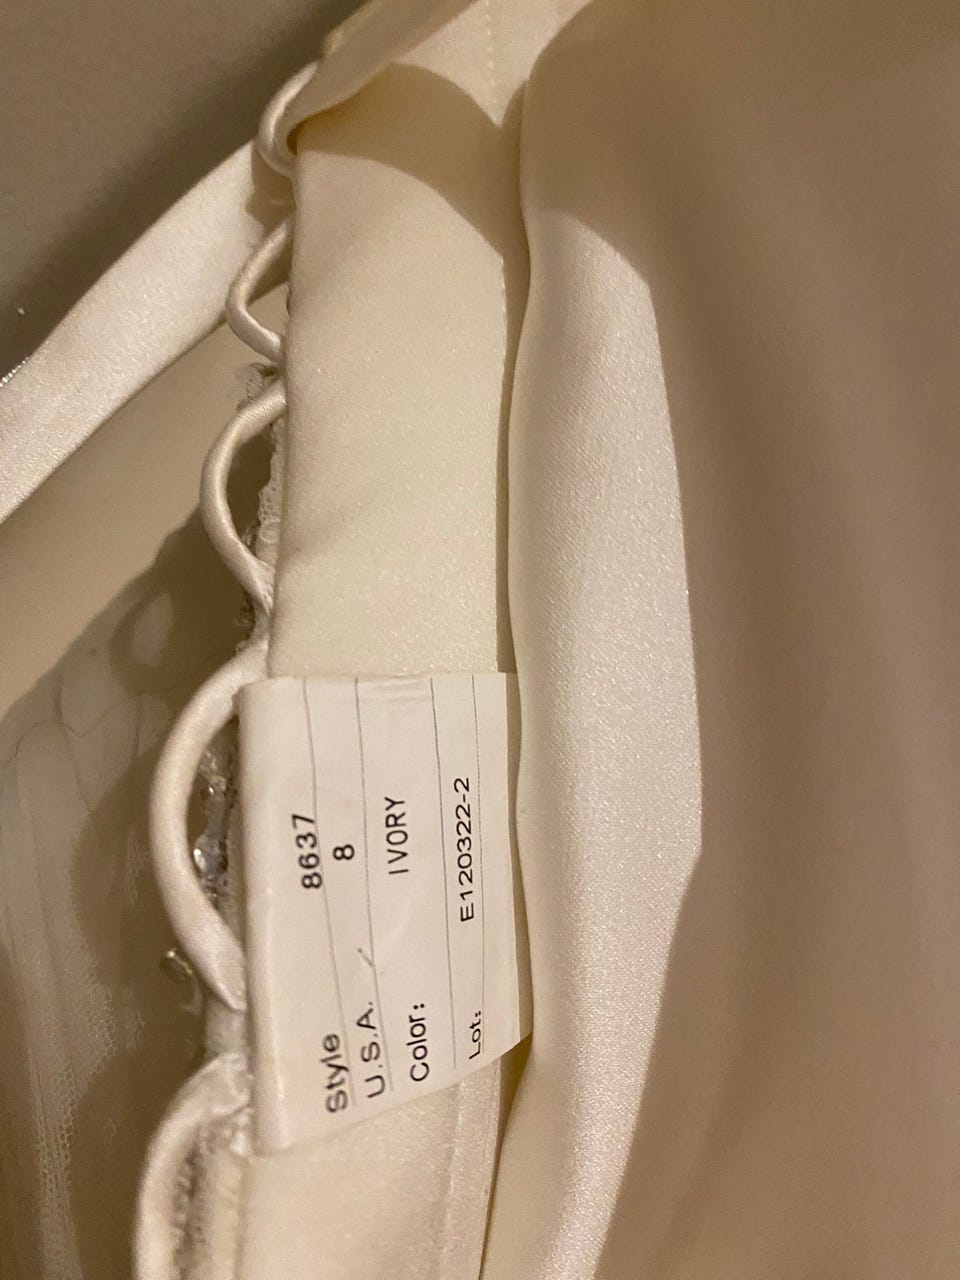 Style 8637
U.S.A. 8
Color: IVORY
Lot: E120322-2